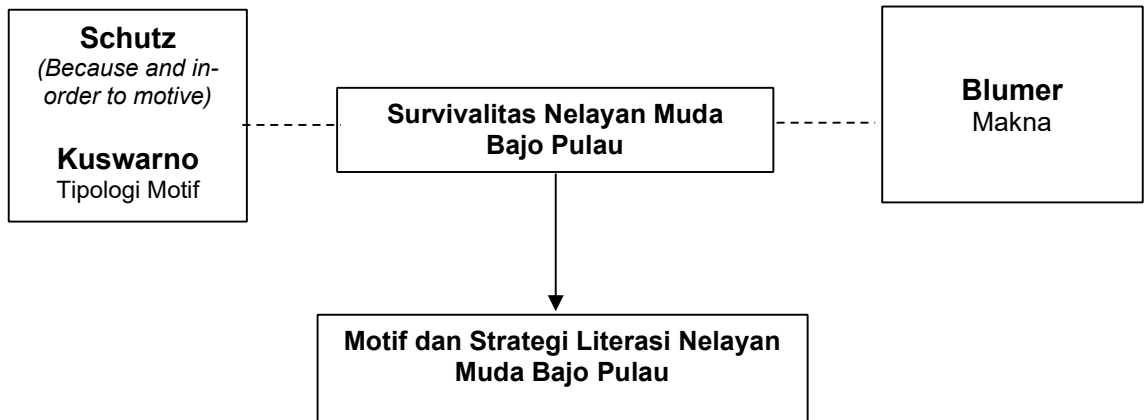 Schutz
(Because and in-
order to motive)
Kuswarno
Tipologi Motif
Survivalitas Nelayan Muda
Bajo Pulau
Blumer
Makna
Motif dan Strategi Literasi Nelayan
Muda Bajo Pulau